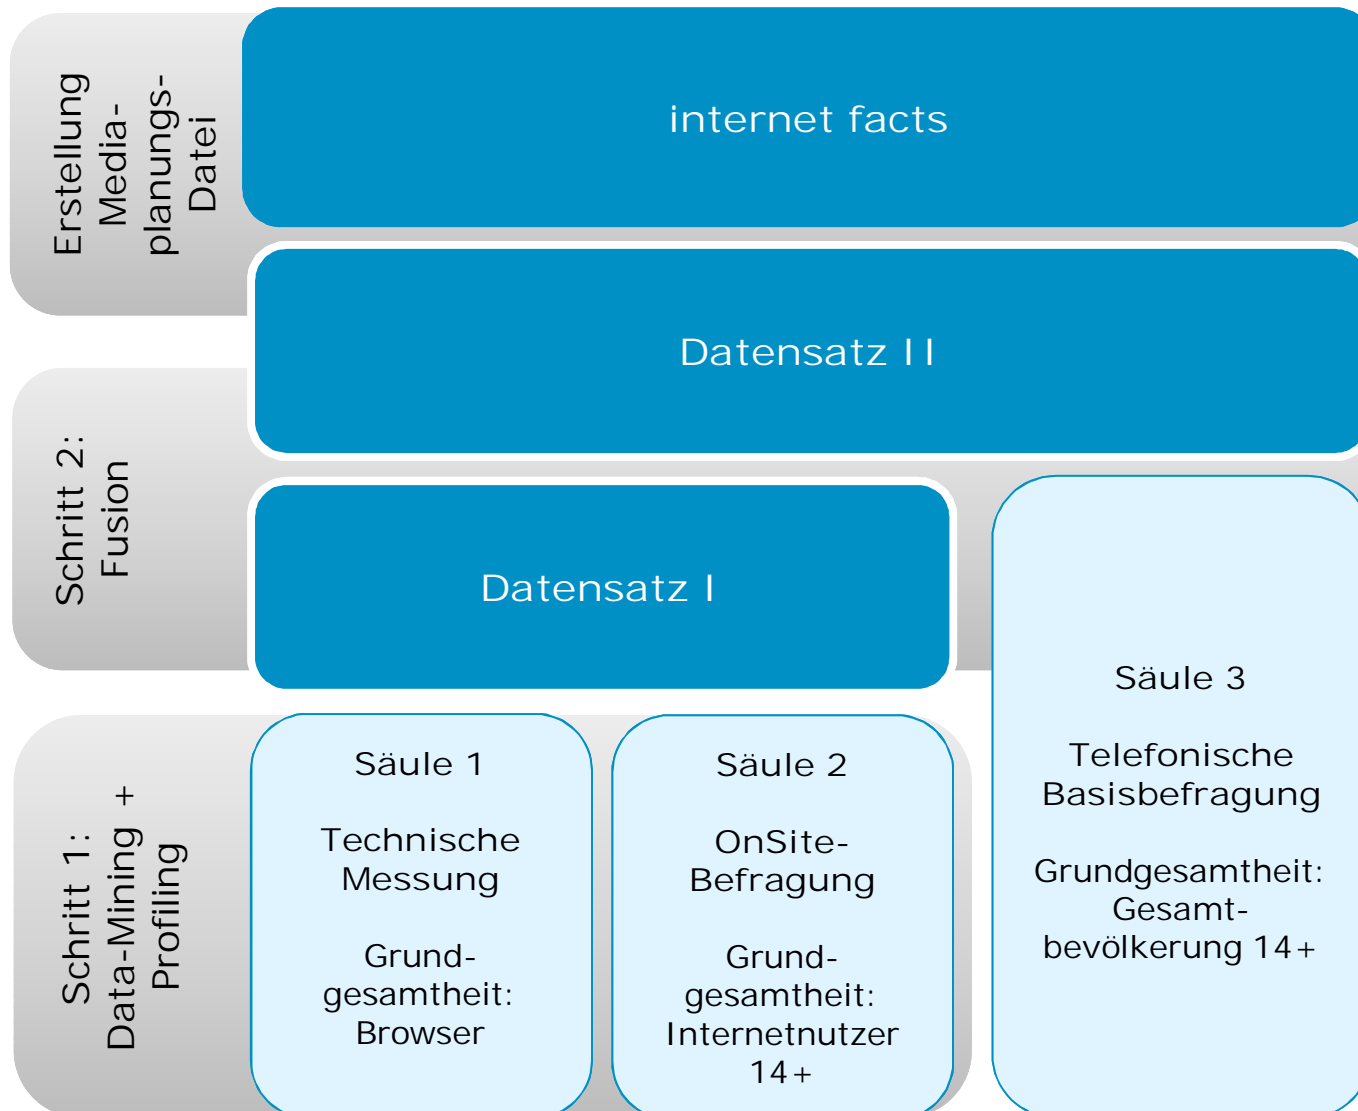 Erstellung
Media-
planungs-
Datei
internet facts
Datensatz II
Schritt 2:
Fusion
Datensatz I
Schritt 1:
Data-Mining +
Profiling
Säule 1
Technische
Messung
Grund-
gesamtheit:
Browser
Säule 2
OnSite-
Befragung
Grund-
gesamtheit:
Internetnutzer
14+
Säule 3
Telefonische
Basisbefragung
Grundgesamtheit:
Gesamt-
bevölkerung 14+